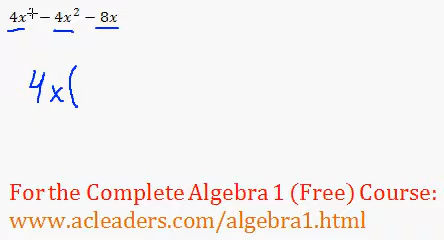 4x − 4x² − 8x
4x(
For the Complete Algebra 1 (Free) Course:
www.acleaders.com/algebra1.html